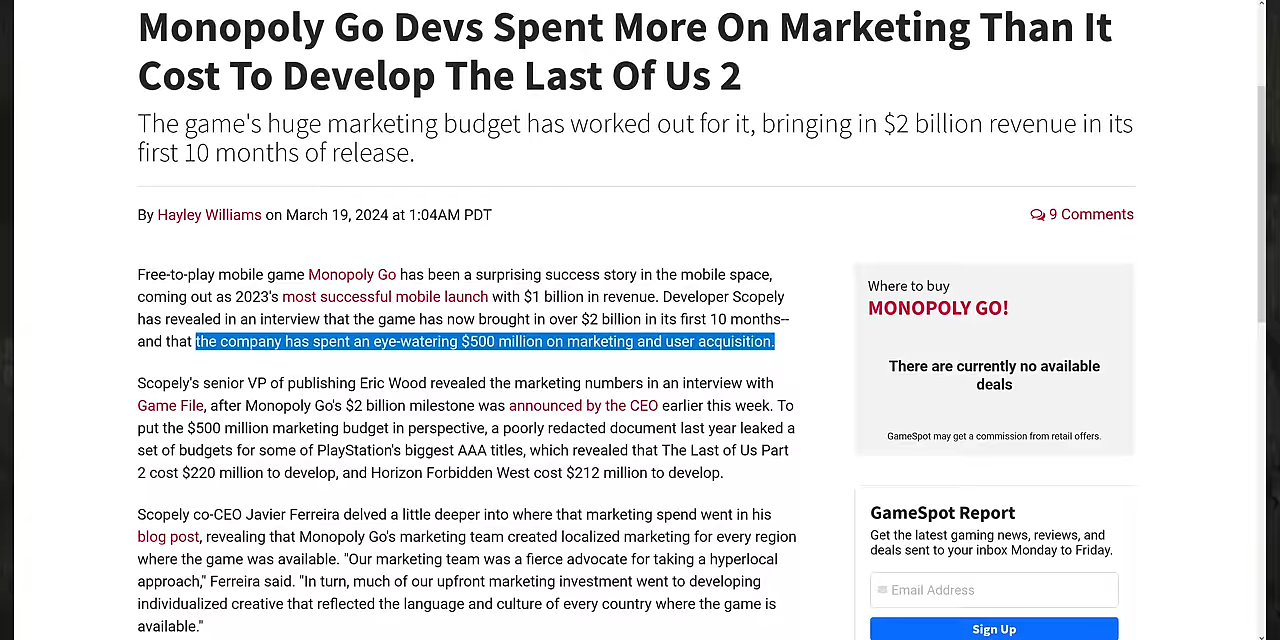 Monopoly Go Devs Spent More On Marketing Than It
Cost To Develop The Last Of Us 2
The game's huge marketing budget has worked out for it, bringing in $2 billion revenue in its
first 10 months of release.
By Hayley Williams on March 19, 2024 at 1:04AM PDT
9 Comments
Free-to-play mobile game Monopoly Go has been a surprising success story in the mobile space,
coming out as 2023's most successful mobile launch with $1 billion in revenue. Developer Scopely
has revealed in an interview that the game has now brought in over $2 billion in its first 10 months--
and that the company has spent an eye-watering $500 million on marketing and user acquisition.
Scopely's senior VP of publishing Eric Wood revealed the marketing numbers in an interview with
Game File, after Monopoly Go's $2 billion milestone was announced by the CEO earlier this week. To
put the $500 million marketing budget in perspective, a poorly redacted document last year leaked a
set of budgets for some of PlayStation's biggest AAA titles, which revealed that The Last of Us Part
2 cost $220 million to develop, and Horizon Forbidden West cost $212 million to develop.
Scopely co-CEO Javier Ferreira delved a little deeper into where that marketing spend went in his
blog post, revealing that Monopoly Go's marketing team created localized marketing for every region
where the game was available. "Our marketing team was a fierce advocate for taking a hyperlocal
approach," Ferreira said. "In turn, much of our upfront marketing investment went to developing
individualized creative that reflected the language and culture of every country where the game is
available."
Where to buy
MONOPOLY GO!
There are currently no available
deals
GameSpot may get a commission from retail offers.
GameSpot Report
Get the latest gaming news, reviews, and
deals sent to your inbox Monday to Friday.
Email Address
Sign Up